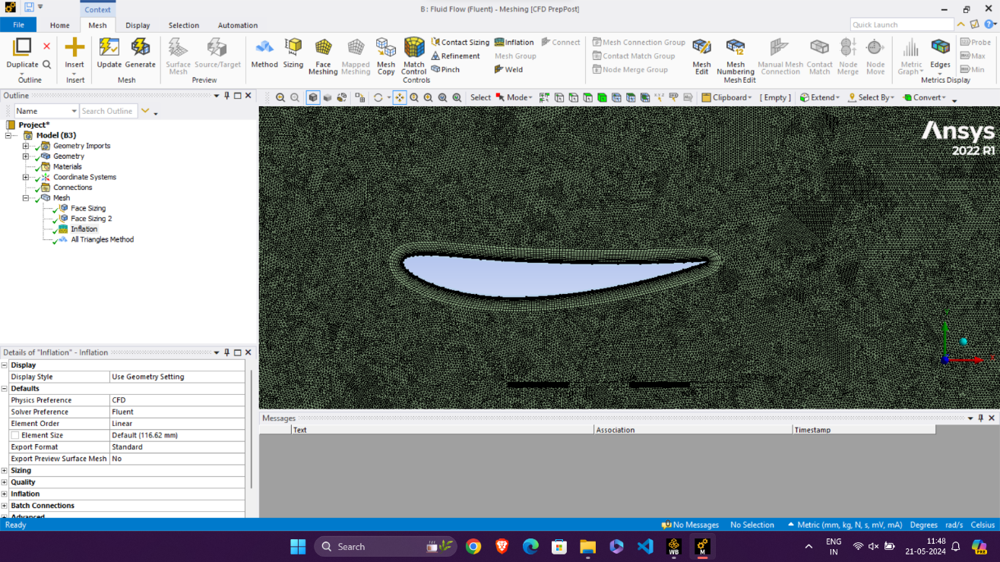 Context
B : Fluid Flow (Fluent) - Meshing [CFD PrepPost]
File Home Mesh Display Selection Automation Quick Launch
Duplicate
Outline
Insert
Insert
Update Generate
Mesh
Surface Mesh Source/Target
Preview
Method Sizing Face Meshing Mapped Meshing Mesh Copy Match Control
Contact Sizing Inflation Connect
Refinement Mesh Group
Pinch Weld
Controls
Mesh Connection Group
Contact Match Group
Node Merge Group
Mesh Edit Mesh Numbering Manual Mesh Connection Contact Match Node Merge Node Move
Mesh Edit
Metric Graph Edges
Probe
Max
Min
Metrics Display
Outline
Name Search Outline
Select Mode Clipboard [ Empty ] Extend Select By Convert
Project*
Model (B3)
Geometry Imports
Geometry
Materials
Coordinate Systems
Connections
Mesh
Face Sizing
Face Sizing 2
Inflation
All Triangles Method
Ansys
2022 R1
Details of "Inflation" - Inflation
Display
Display Style Use Geometry Setting
Defaults
Physics Preference CFD
Solver Preference Fluent
Element Order Linear
Element Size Default (116.62 mm)
Export Format Standard
Export Preview Surface Mesh No
Sizing
Quality
Inflation
Batch Connections
Advanced
Messages
Text Association Timestamp
Ready No Messages No Selection Metric (mm, kg, N, s, mV, mA) Degrees rad/s Celsius
Search
WB
M
ENG
IN
11:48
21-05-2024
PRE